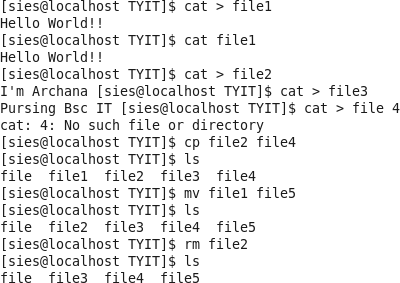 [sies@localhost TYIT]$ cat > file1
Hello World!!
[sies@localhost TYIT]$ cat file1
Hello World!!
[sies@localhost TYIT]$ cat > file2
I'm Archana [sies@localhost TYIT]$ cat > file3
Pursing Bsc IT [sies@localhost TYIT]$ cat > file 4
cat: 4: No such file or directory
[sies@localhost TYIT]$ cp file2 file4
[sies@localhost TYIT]$ ls
file  file1  file2  file3  file4
[sies@localhost TYIT]$ mv file1 file5
[sies@localhost TYIT]$ ls
file  file2  file3  file4  file5
[sies@localhost TYIT]$ rm file2
[sies@localhost TYIT]$ ls
file  file3  file4  file5